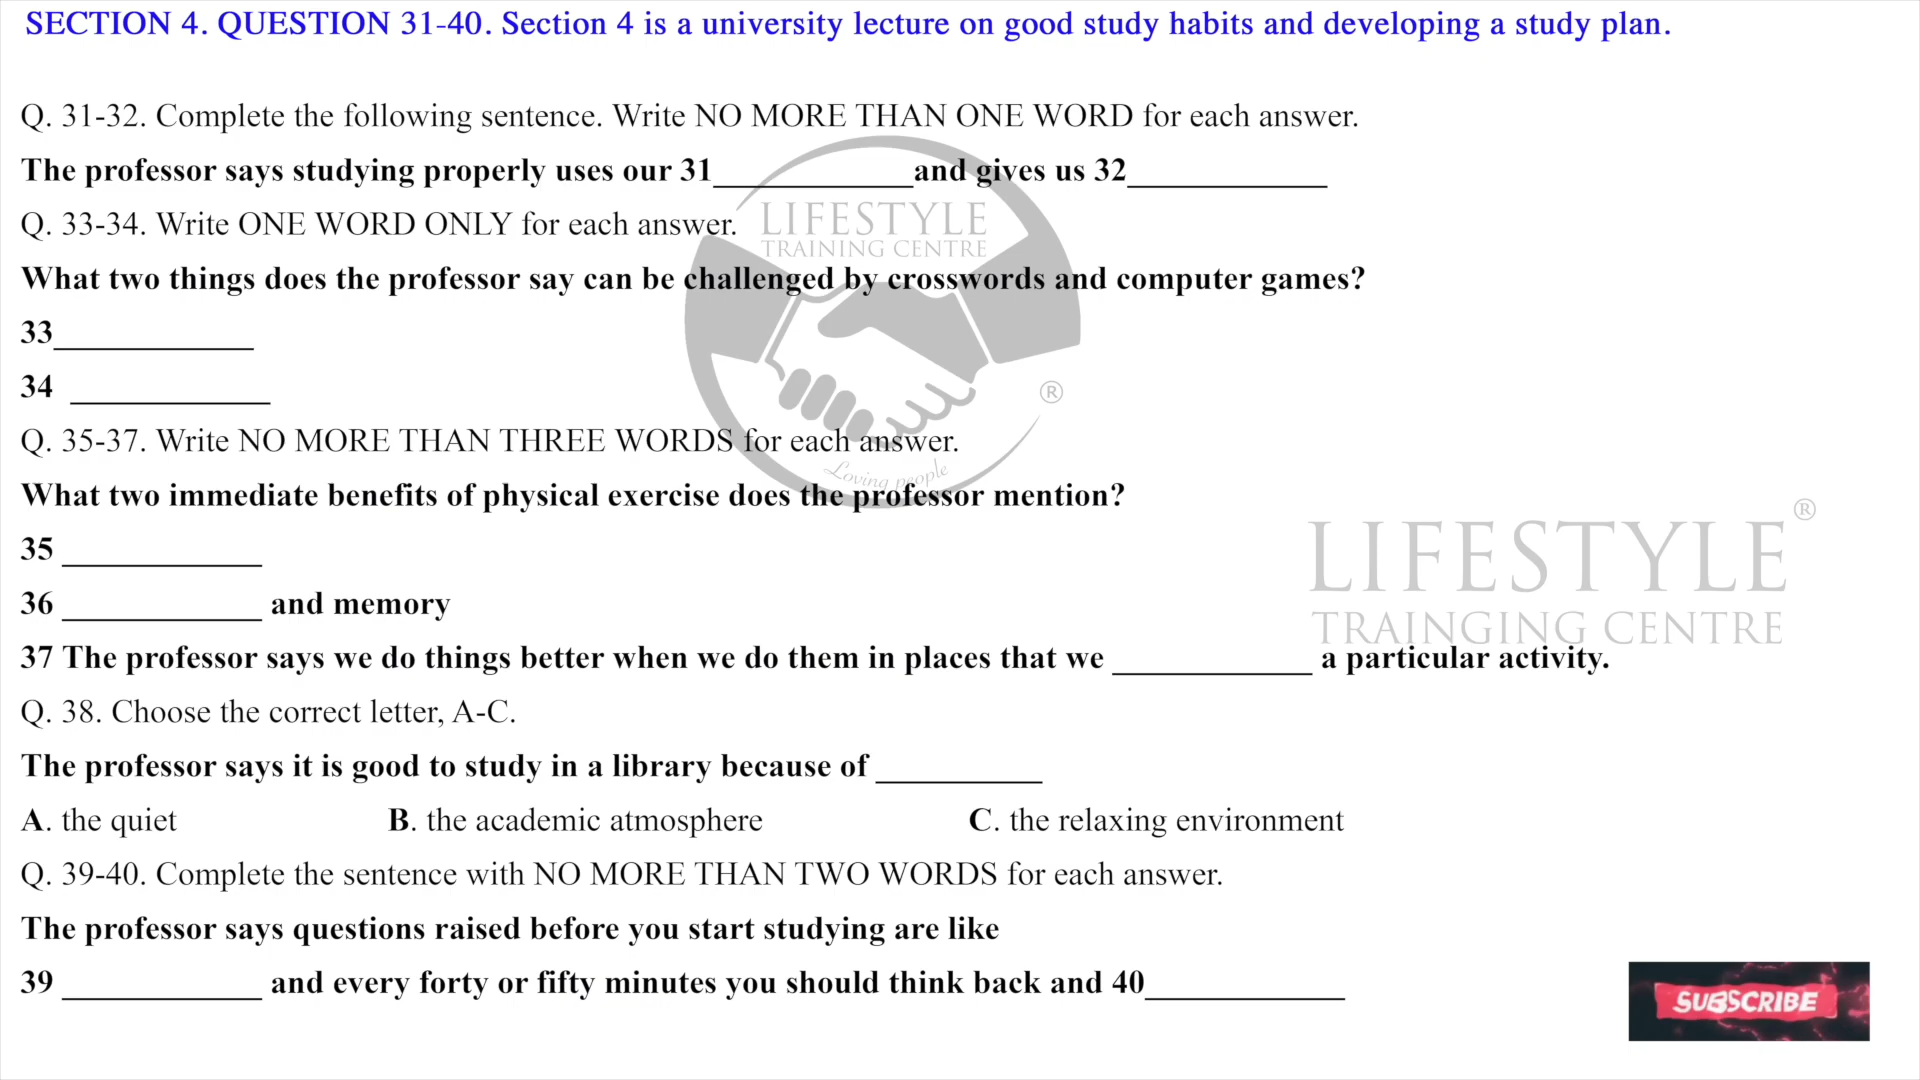 SECTION 4. QUESTION 31-40. Section 4 is a university lecture on good study habits and developing a study plan.
Q. 31-32. Complete the following sentence. Write NO MORE THAN ONE WORD for each answer.
The professor says studying properly uses our 31____________and gives us 32____________
Q. 33-34. Write ONE WORD ONLY for each answer.
LIFESTYLE
TRAINING CENTRE
What two things does the professor say can be challenged by crosswords and computer games?
33____________
34 ____________
®
Q. 35-37. Write NO MORE THAN THREE WORDS for each answer.
Loving people
What two immediate benefits of physical exercise does the professor mention?
35 ____________
36 ____________ and memory
LIFESTYLE®
TRAINGING CENTRE
37 The professor says we do things better when we do them in places that we ____________ a particular activity.
Q. 38. Choose the correct letter, A-C.
The professor says it is good to study in a library because of __________
A. the quiet B. the academic atmosphere C. the relaxing environment
Q. 39-40. Complete the sentence with NO MORE THAN TWO WORDS for each answer.
The professor says questions raised before you start studying are like
39 ____________ and every forty or fifty minutes you should think back and 40____________
SUBSCRIBE